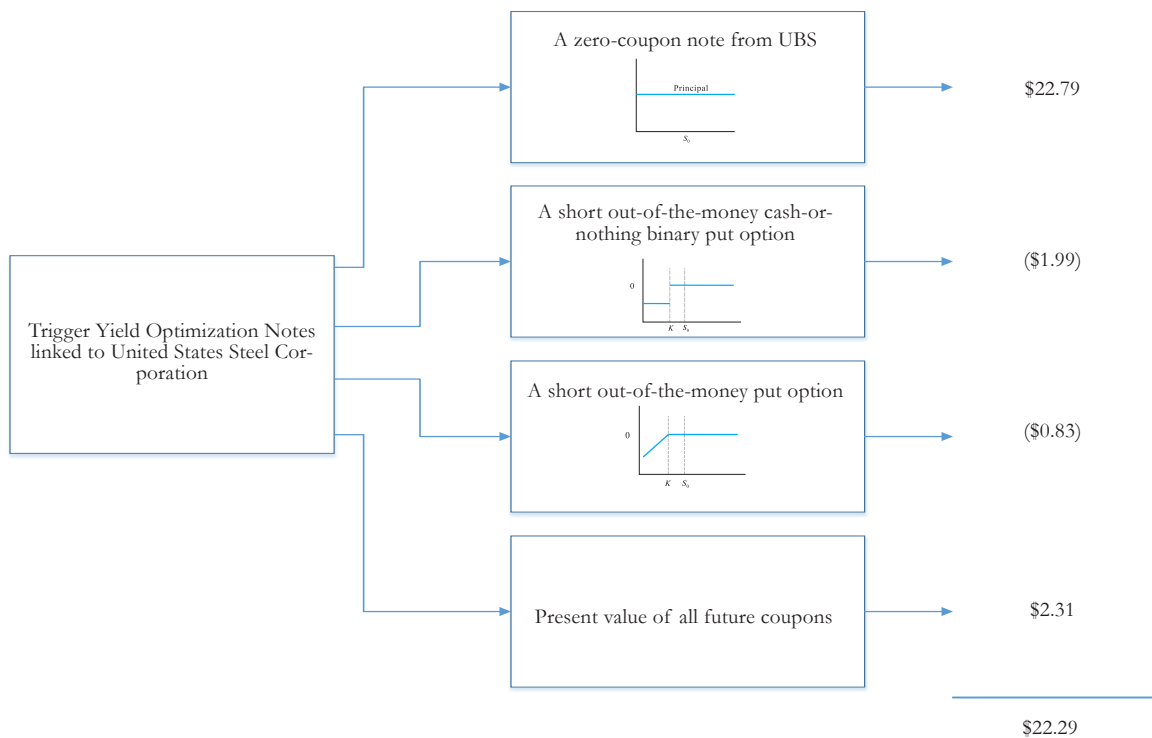 A zero-coupon note from UBS
Principal
S0
$22.79
A short out-of-the-money cash-or-
nothing binary put option
0
K S0
($1.99)
Trigger Yield Optimization Notes
linked to United States Steel Cor-
poration
A short out-of-the-money put option
0
K S0
($0.83)
Present value of all future coupons
$2.31
$22.29